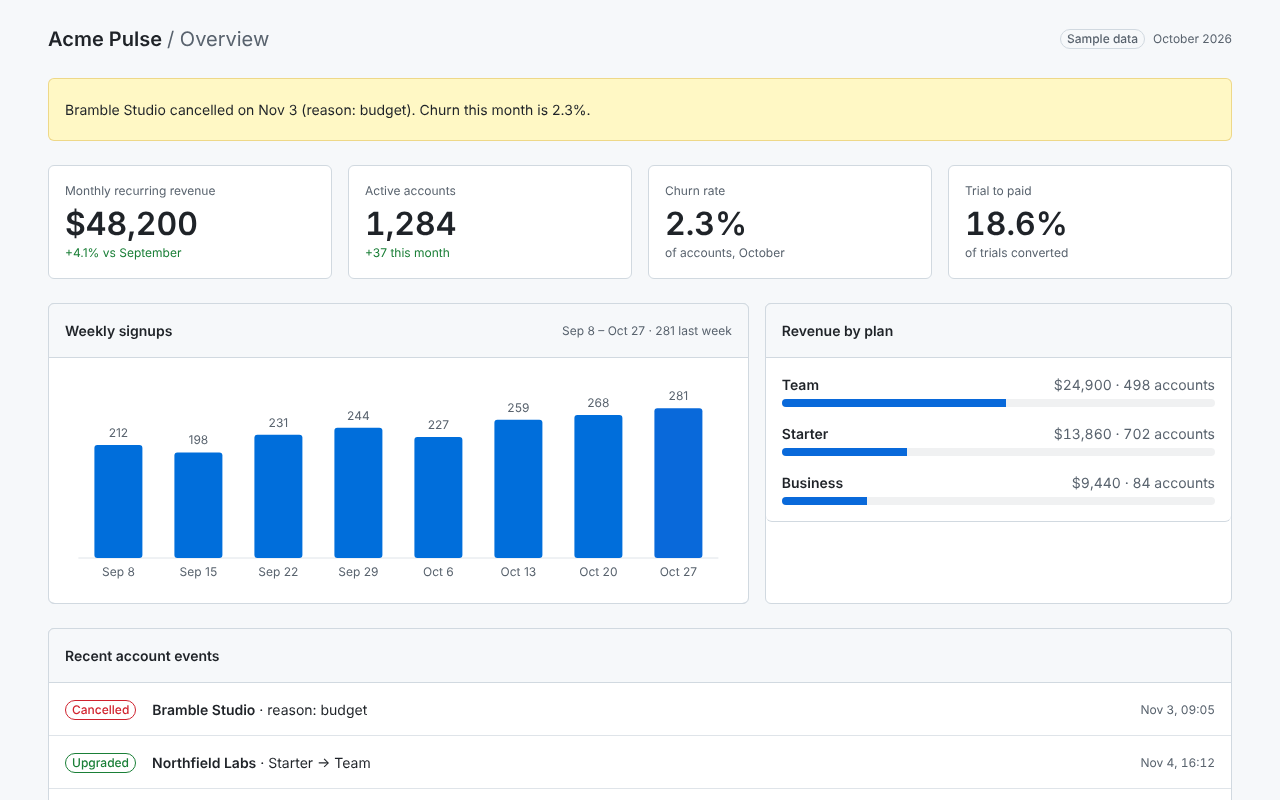 Acme Pulse / Overview
Sample data October 2026
Bramble Studio cancelled on Nov 3 (reason: budget). Churn this month is 2.3%.
Monthly recurring revenue
$48,200
+4.1% vs September
Active accounts
1,284
+37 this month
Churn rate
2.3%
of accounts, October
Trial to paid
18.6%
of trials converted
Weekly signups
Sep 8 – Oct 27 · 281 last week
212 198 231 244 227 259 268 281
Sep 8 Sep 15 Sep 22 Sep 29 Oct 6 Oct 13 Oct 20 Oct 27
Revenue by plan
Team $24,900 · 498 accounts
Starter $13,860 · 702 accounts
Business $9,440 · 84 accounts
Recent account events
Cancelled Bramble Studio · reason: budget Nov 3, 09:05
Upgraded Northfield Labs · Starter → Team Nov 4, 16:12